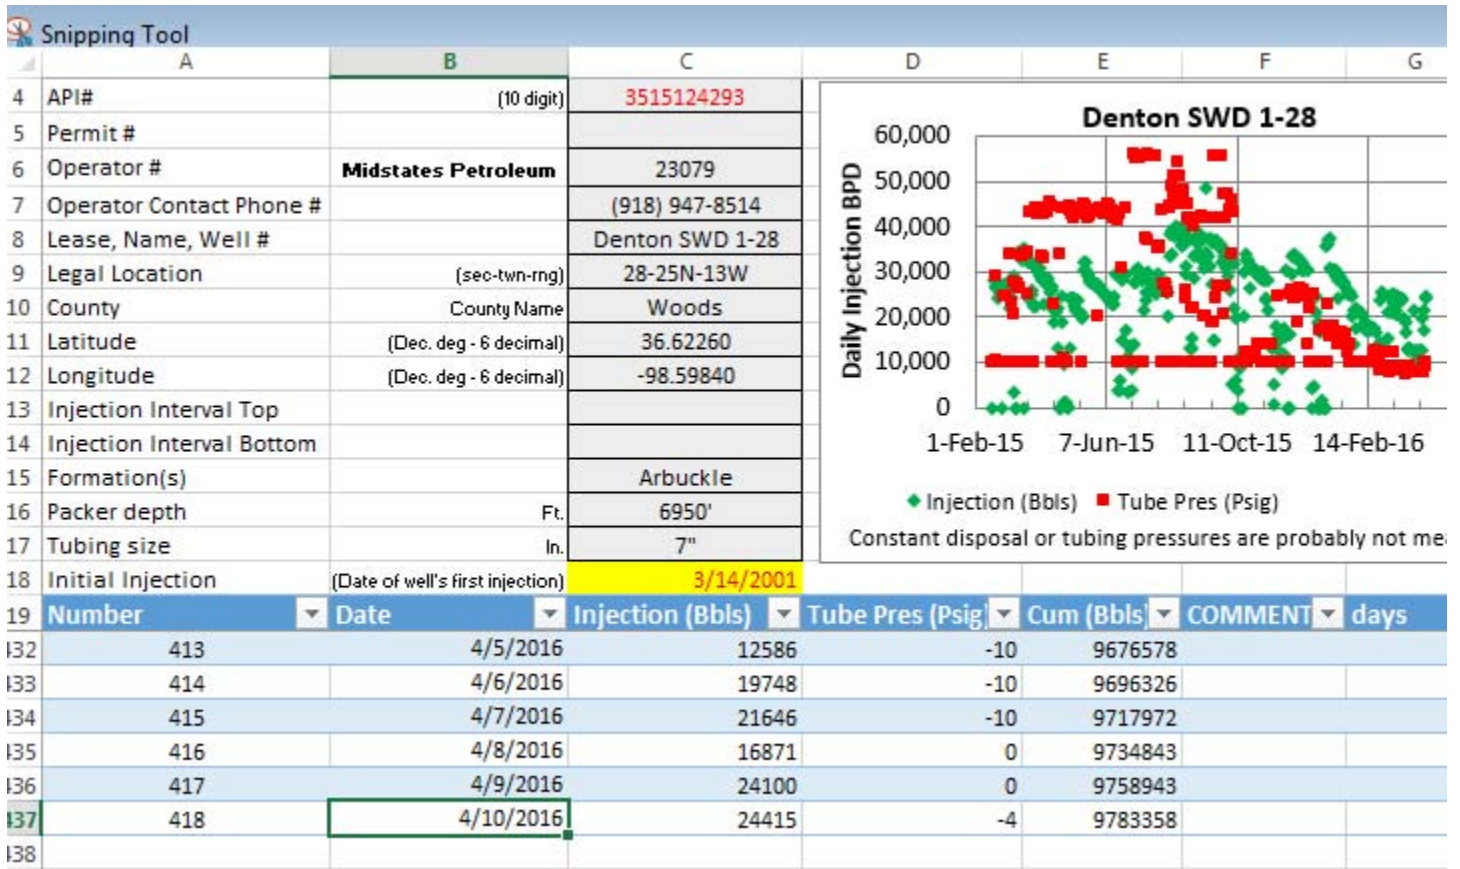 Snipping Tool
A B C D E F G
4 API# (10 digit) 3515124293
5 Permit #
6 Operator # Midstates Petroleum 23079
7 Operator Contact Phone # (918) 947-8514
8 Lease, Name, Well # Denton SWD 1-28
9 Legal Location (sec-twn-rng) 28-25N-13W
10 County County Name Woods
11 Latitude (Dec. deg - 6 decimal) 36.62260
12 Longitude (Dec. deg - 6 decimal) -98.59840
13 Injection Interval Top
14 Injection Interval Bottom
15 Formation(s) Arbuckle
16 Packer depth Ft. 6950'
17 Tubing size In. 7"
18 Initial Injection (Date of well's first injection) 3/14/2001
Denton SWD 1-28
Daily Injection BPD
60,000
50,000
40,000
30,000
20,000
10,000
0
1-Feb-15 7-Jun-15 11-Oct-15 14-Feb-16
Injection (Bbls) Tube Pres (Psig)
Constant disposal or tubing pressures are probably not me
19 Number Date Injection (Bbls) Tube Pres (Psig) Cum (Bbls) COMMENT days
432 413 4/5/2016 12586 -10 9676578
433 414 4/6/2016 19748 -10 9696326
434 415 4/7/2016 21646 -10 9717972
435 416 4/8/2016 16871 0 9734843
436 417 4/9/2016 24100 0 9758943
437 418 4/10/2016 24415 -4 9783358
438